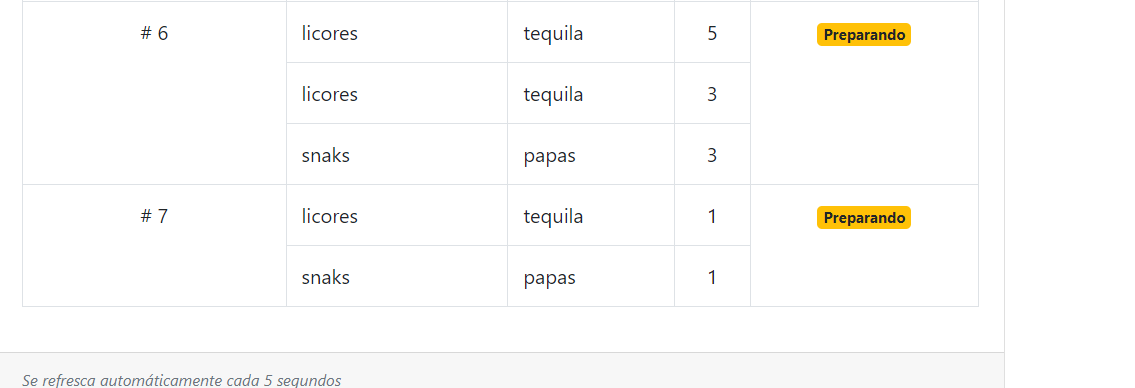 # 6 licores tequila 5 Preparando
licores tequila 3
snaks papas 3
# 7 licores tequila 1 Preparando
snaks papas 1
Se refresca automáticamente cada 5 segundos